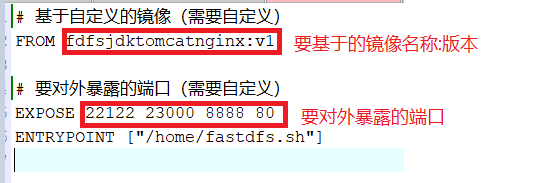 # 基于自定义的镜像（需要自定义）
FROM fdfsjdktomcatnginx:v1 要基于的镜像名称:版本
# 要对外暴露的端口（需要自定义）
EXPOSE 22122 23000 8888 80 要对外暴露的端口
ENTRYPOINT ["/home/fastdfs.sh"]